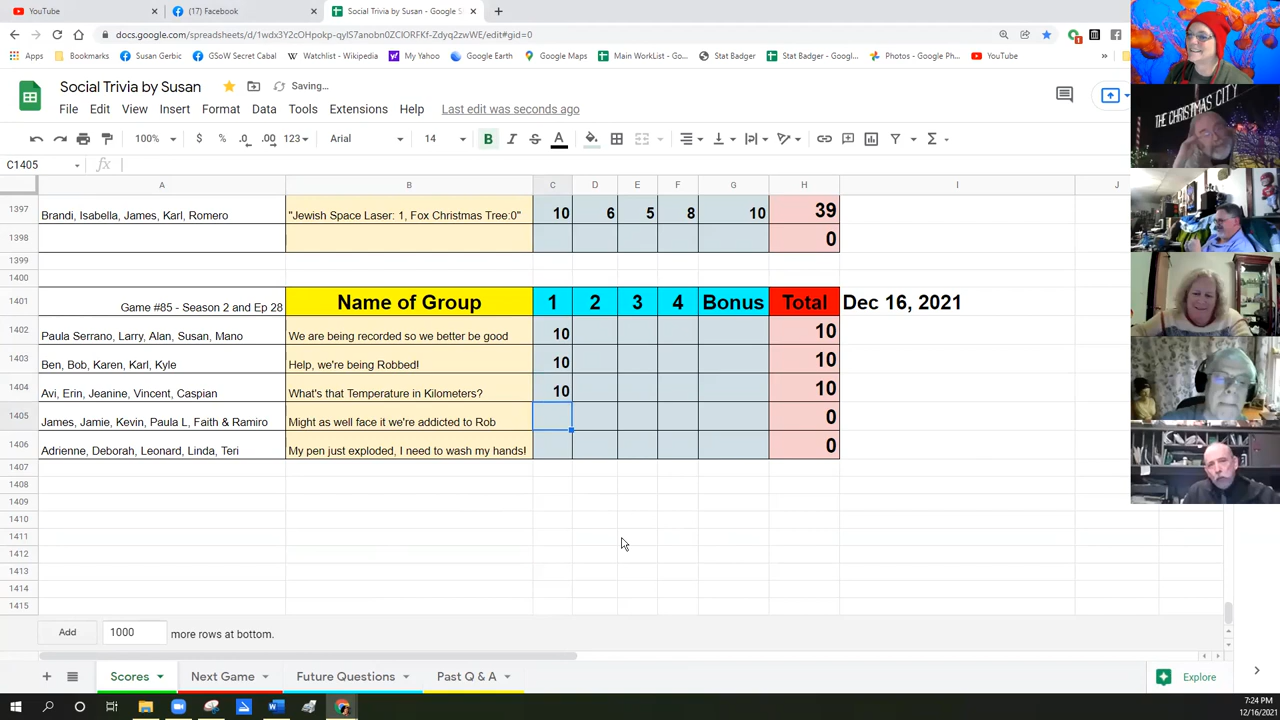 YouTube
(17) Facebook
Social Trivia by Susan - Google S
docs.google.com/spreadsheets/d/
/edit#gid=0
Apps Bookmarks Susan Gerbic GSoW Secret Cabal Watchlist - Wikipedia My Yahoo Google Earth Google Maps Main WorkList - Go... Stat Badger Stat Badger - Google... Photos - Google Ph... YouTube »
Social Trivia by Susan Saving...
File Edit View Insert Format Data Tools Extensions Help Last edit was seconds ago
100% $ % .0 .00 123 Arial 14 B I S A
C1405 fx
A B C D E F G H I J
1397 Brandi, Isabella, James, Karl, Romero "Jewish Space Laser: 1, Fox Christmas Tree:0" 10 6 5 8 10 39
1398 0
1399
1400
1401 Game #85 - Season 2 and Ep 28 Name of Group 1 2 3 4 Bonus Total Dec 16, 2021
1402 Paula Serrano, Larry, Alan, Susan, Mano We are being recorded so we better be good 10 10
1403 Ben, Bob, Karen, Karl, Kyle Help, we're being Robbed! 10 10
1404 Avi, Erin, Jeanine, Vincent, Caspian What's that Temperature in Kilometers? 10 10
1405 James, Jamie, Kevin, Paula L, Faith & Ramiro Might as well face it we're addicted to Rob 0
1406 Adrienne, Deborah, Leonard, Linda, Teri My pen just exploded, I need to wash my hands! 0
1407
1408
1409
1410
1411
1412
1413
1414
1415
Add 1000 more rows at bottom.
Scores Next Game Future Questions Past Q & A Explore
7:24 PM
12/16/2021
THE CHRISTMAS CITY